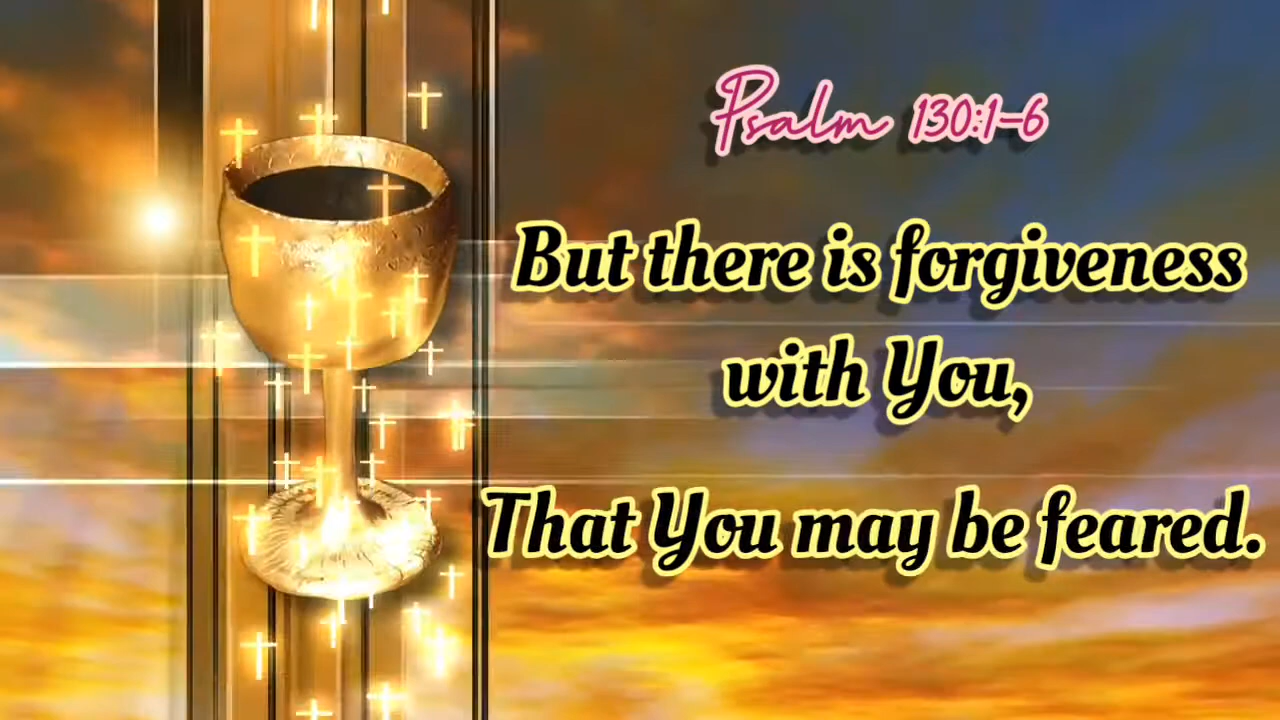 Psalm 130:1-6
But there is forgiveness
with You,
That You may be feared.